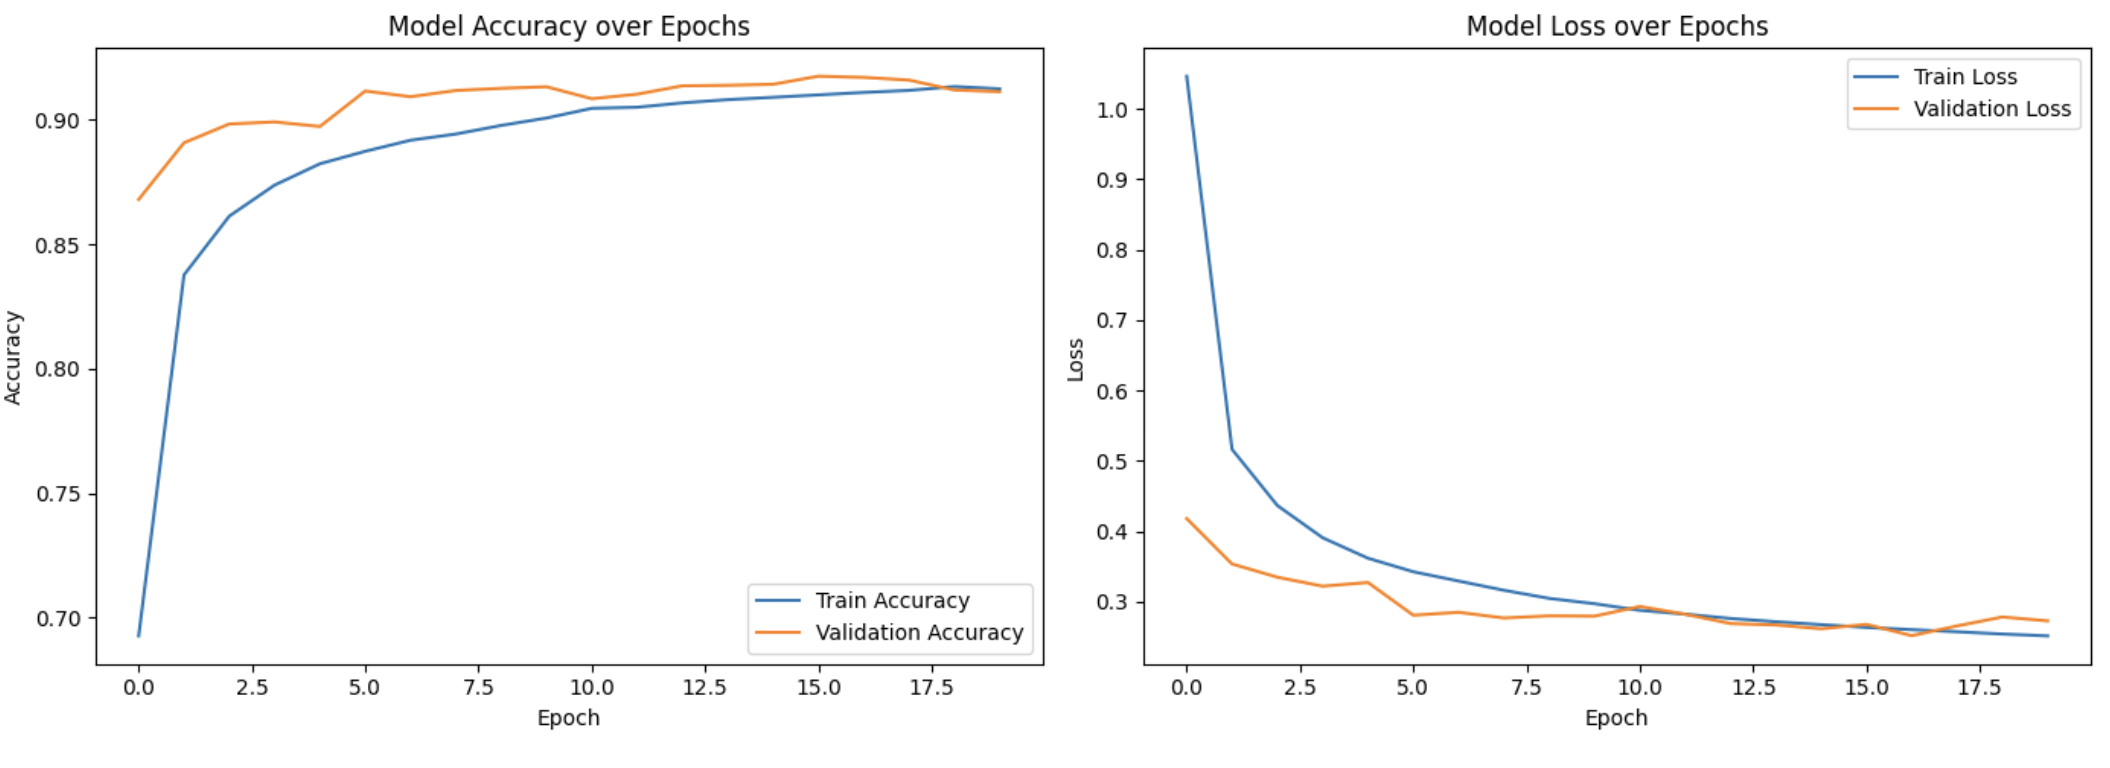 Model Accuracy over Epochs
Accuracy
0.90
0.85
0.80
0.75
0.70
Train Accuracy
Validation Accuracy
0.0 2.5 5.0 7.5 10.0 12.5 15.0 17.5
Epoch
Model Loss over Epochs
Loss
1.0
0.9
0.8
0.7
0.6
0.5
0.4
0.3
Train Loss
Validation Loss
0.0 2.5 5.0 7.5 10.0 12.5 15.0 17.5
Epoch